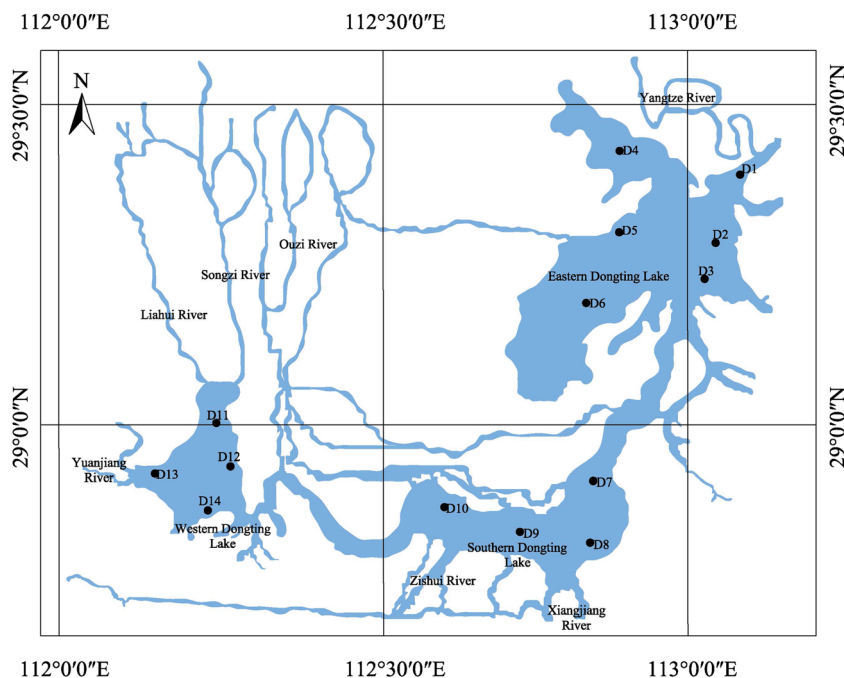 112°0′0″E 112°30′0″E 113°0′0″E
29°30′0″N
29°30′0″N
N
Yangtze River
D4
D1
D5
D2
Ouzi River
Songzi River
Eastern Dongting Lake
D3
D6
Liahui River
29°0′0″N
29°0′0″N
D11
D12
Yuanjiang
River
D13
D7
D14
D10
Western Dongting
Lake
D9
D8
Southern Dongting
Lake
Zishui River
Xiangjiang
River
112°0′0″E 112°30′0″E 113°0′0″E